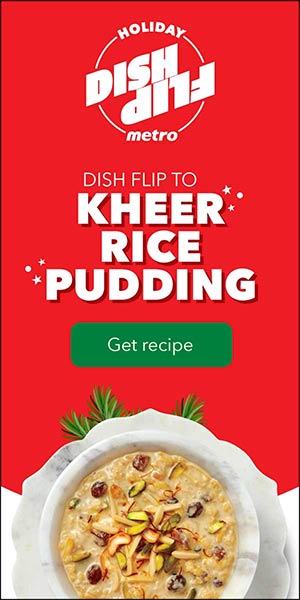 HOLIDAY
DISH
FLIP
metro
DISH FLIP TO
KHEER
RICE
PUDDING
Get recipe